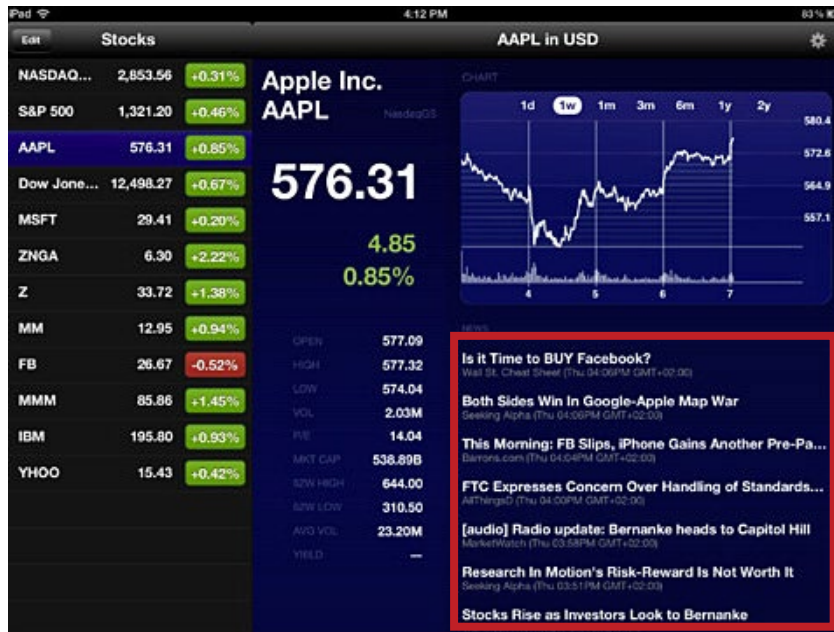 iPad 4:12 PM 83%
Edit Stocks AAPL in USD
NASDAQ... 2,853.56 +0.31%
S&P 500 1,321.20 +0.46%
AAPL 576.31 +0.85%
Dow Jone... 12,498.27 +0.67%
MSFT 29.41 +0.20%
ZNGA 6.30 +2.22%
Z 33.72 +1.38%
MM 12.95 +0.94%
FB 26.67 -0.52%
MMM 85.86 +1.45%
IBM 195.80 +0.93%
YHOO 15.43 +0.42%
Apple Inc.
AAPL NasdaqGS
576.31
4.85
0.85%
OPEN 577.09
HIGH 577.32
LOW 574.04
VOL 2.03M
P/E 14.04
MKT CAP 538.89B
52W HIGH 644.00
52W LOW 310.50
AVG VOL 23.20M
YIELD —
CHART
1d 1w 1m 3m 6m 1y 2y
580.4
572.6
564.9
557.1
4 5 6 7
NEWS
Is it Time to BUY Facebook?
Wall St. Cheat Sheet (Thu 04:06PM GMT+02:00)
Both Sides Win In Google-Apple Map War
Seeking Alpha (Thu 04:06PM GMT+02:00)
This Morning: FB Slips, iPhone Gains Another Pre-Pa...
Barrons.com (Thu 04:04PM GMT+02:00)
FTC Expresses Concern Over Handling of Standards...
AllThingsD (Thu 04:00PM GMT+02:00)
[audio] Radio update: Bernanke heads to Capitol Hill
MarketWatch (Thu 03:58PM GMT+02:00)
Research In Motion's Risk-Reward Is Not Worth It
Seeking Alpha (Thu 03:51PM GMT+02:00)
Stocks Rise as Investors Look to Bernanke